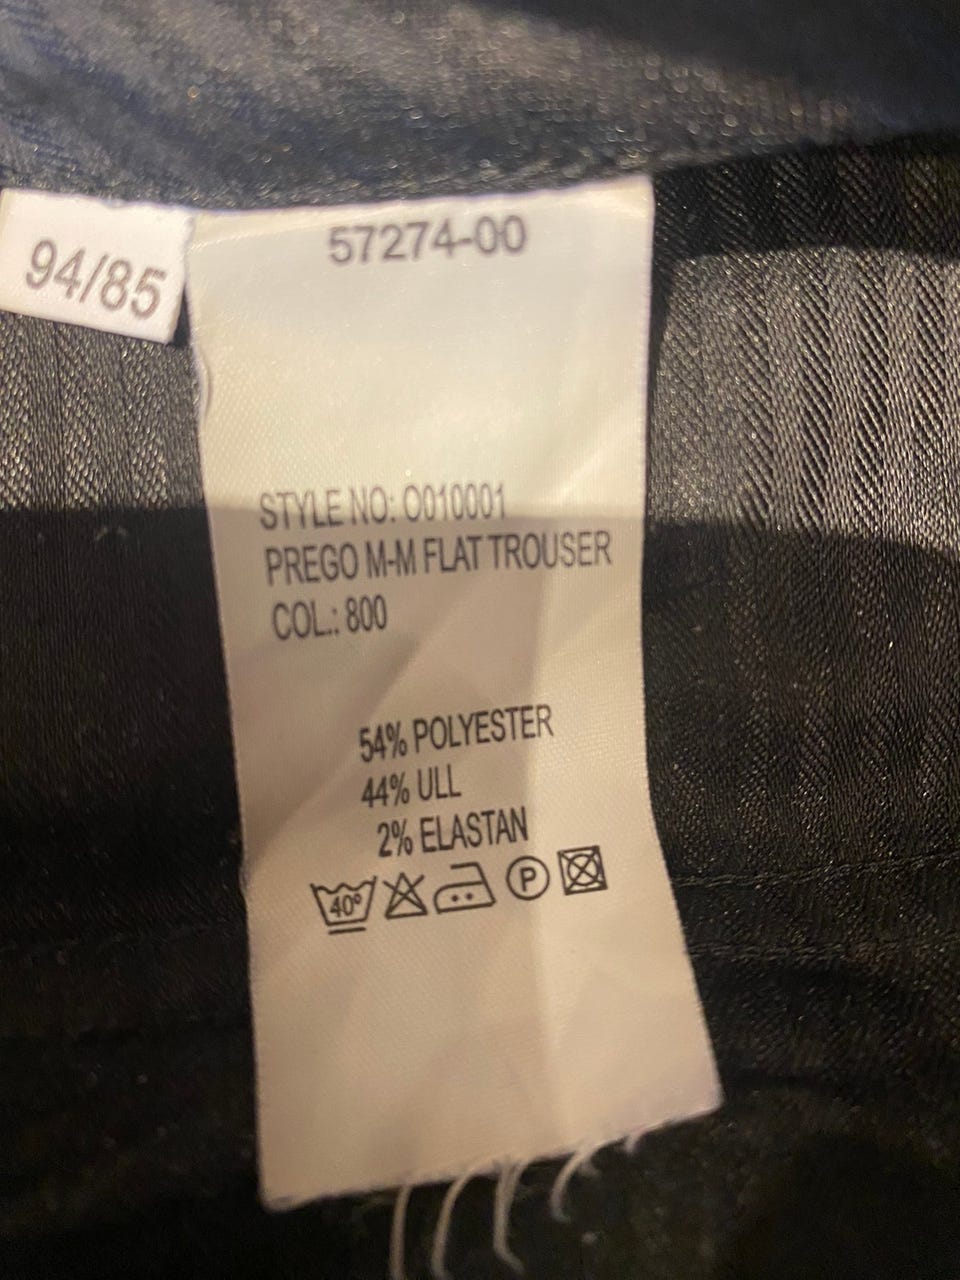 94/85
57274-00
STYLE NO: O010001
PREGO M-M FLAT TROUSER
COL.: 800
54% POLYESTER
44% ULL
2% ELASTAN
40° P